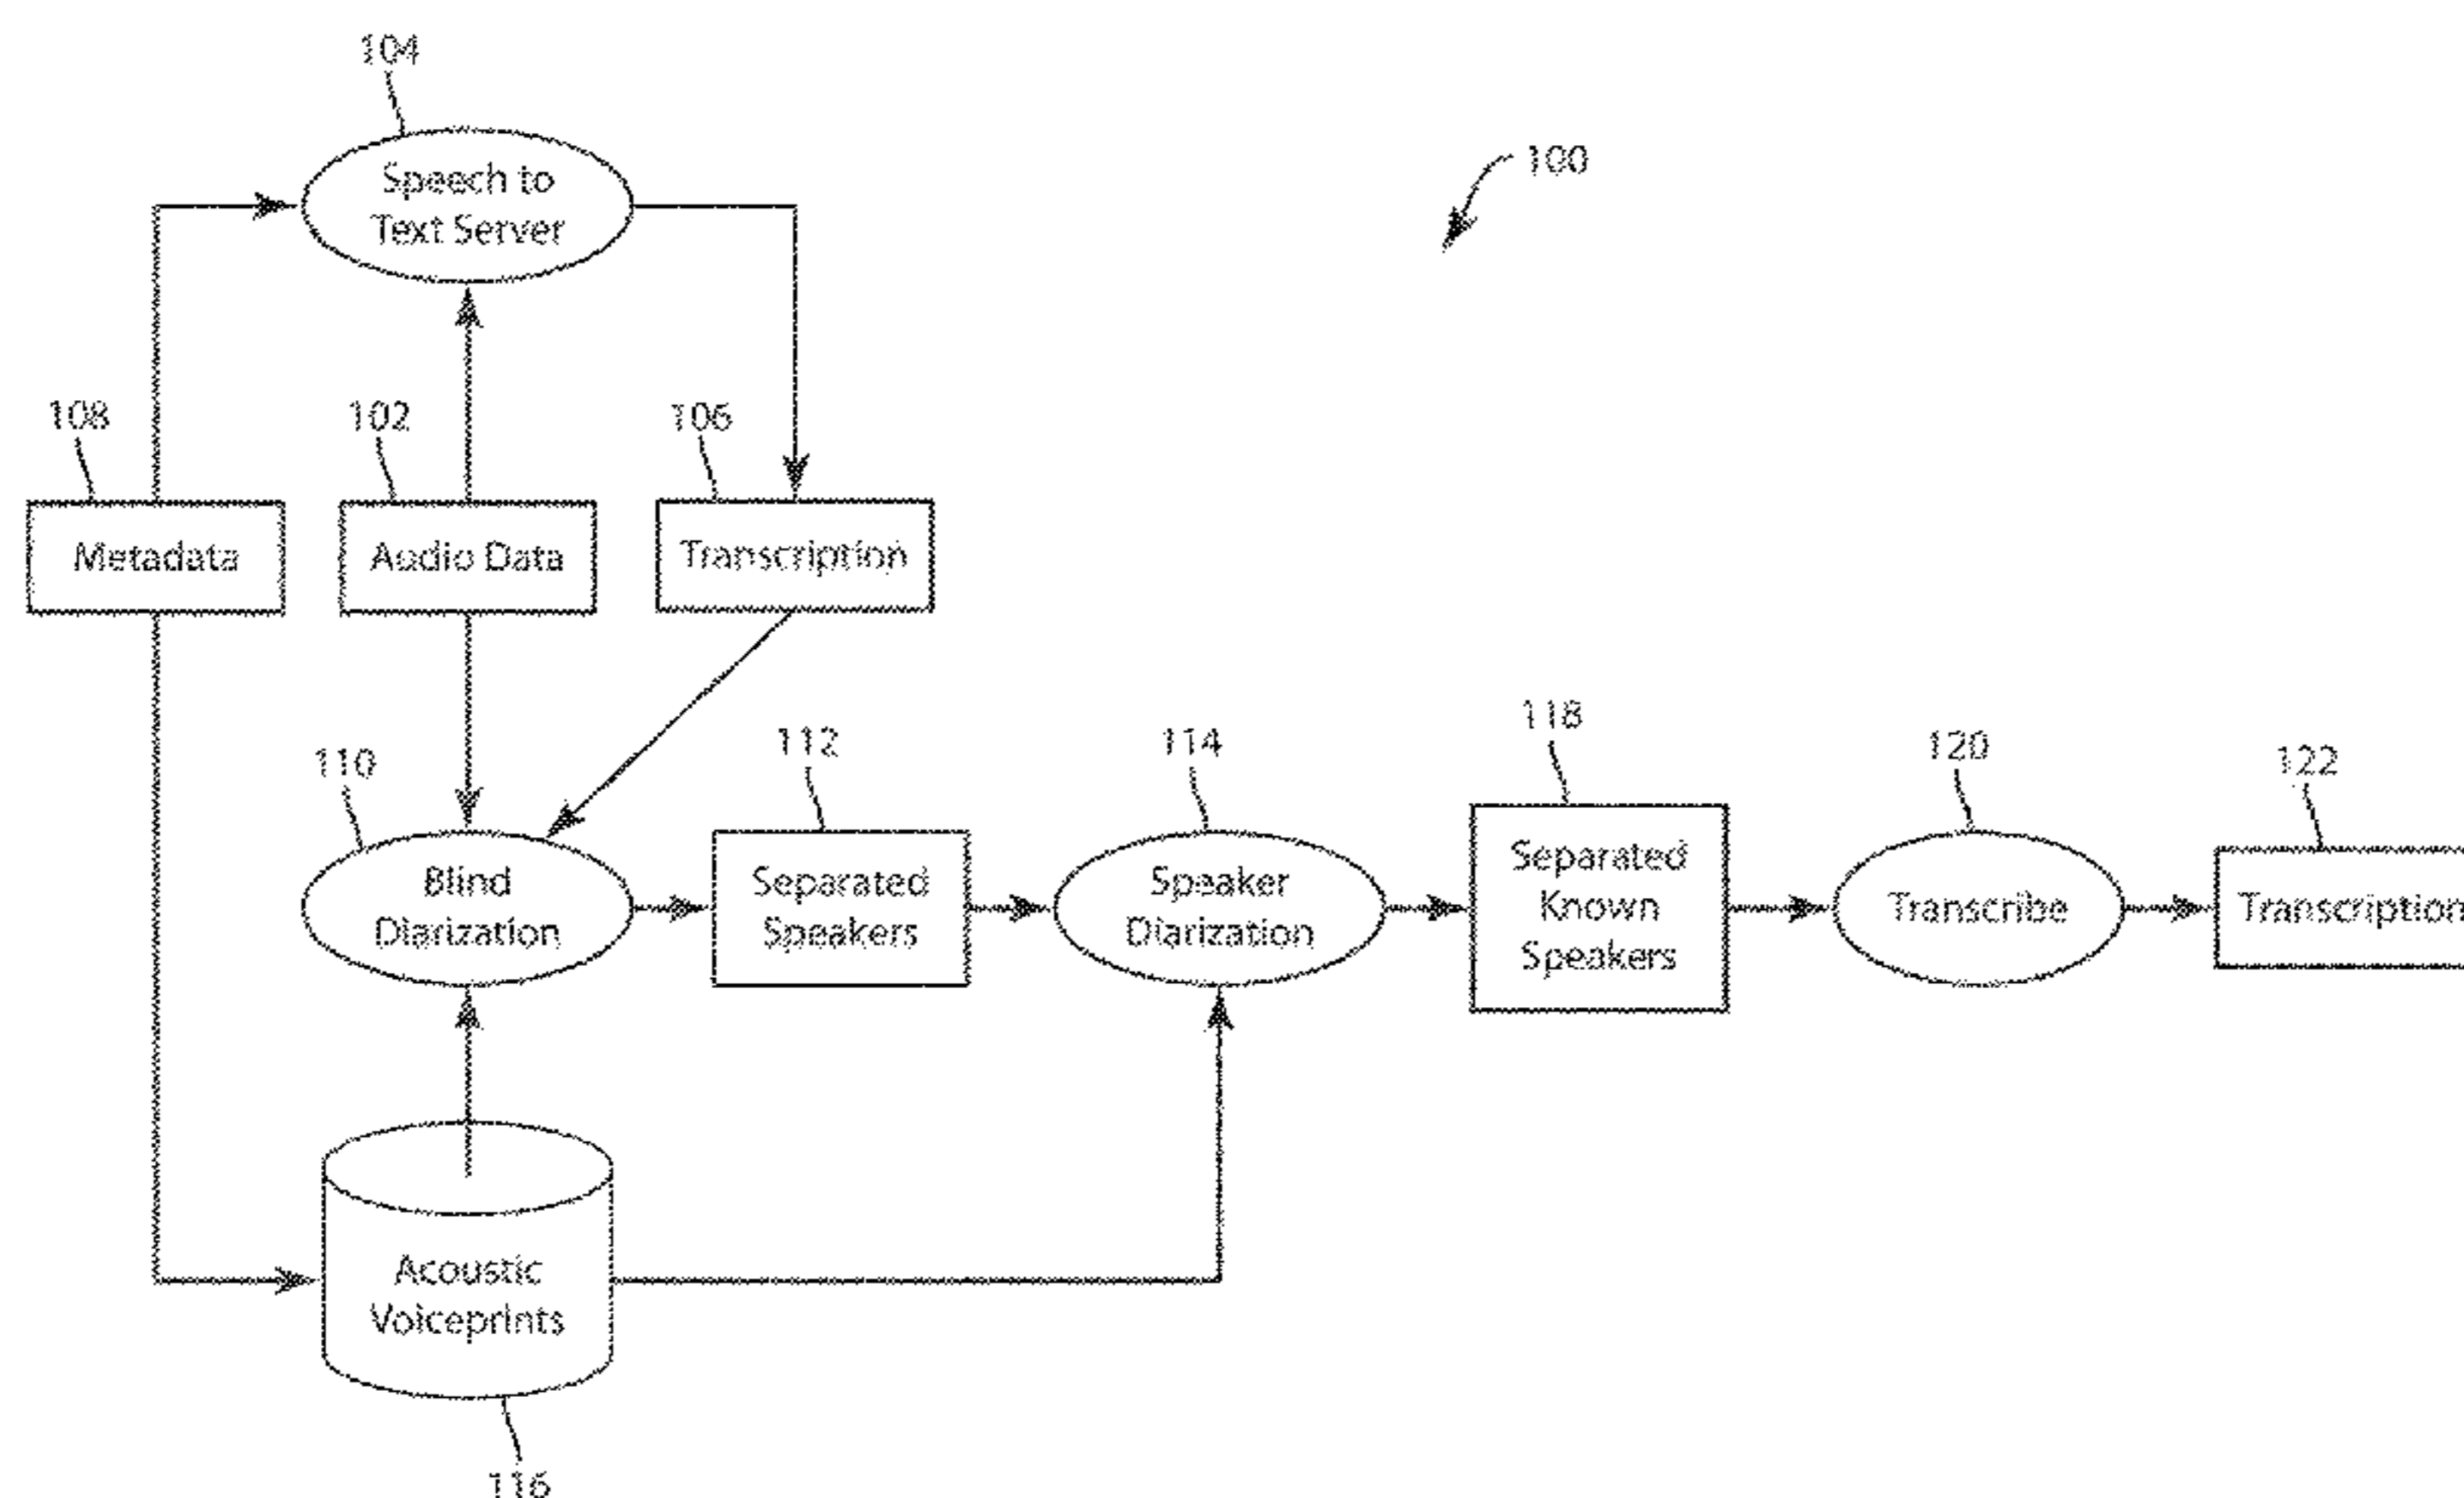 104
Speech to
Text Server
100
108
102
106
Metadata
Audio Data
Transcription
110
112
114
118
120
122
Blind
Diarization
Separated
Speakers
Speaker
Diarization
Separated
Known
Speakers
Transcribe
Transcription
Acoustic
Voiceprints
116